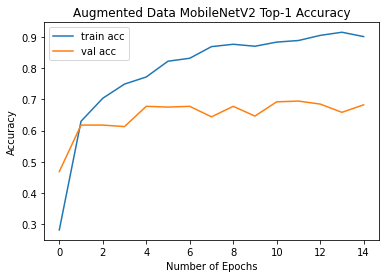 Augmented Data MobileNetV2 Top-1 Accuracy
train acc
val acc
0.9
0.8
0.7
0.6
0.5
0.4
0.3
Accuracy
0 2 4 6 8 10 12 14
Number of Epochs